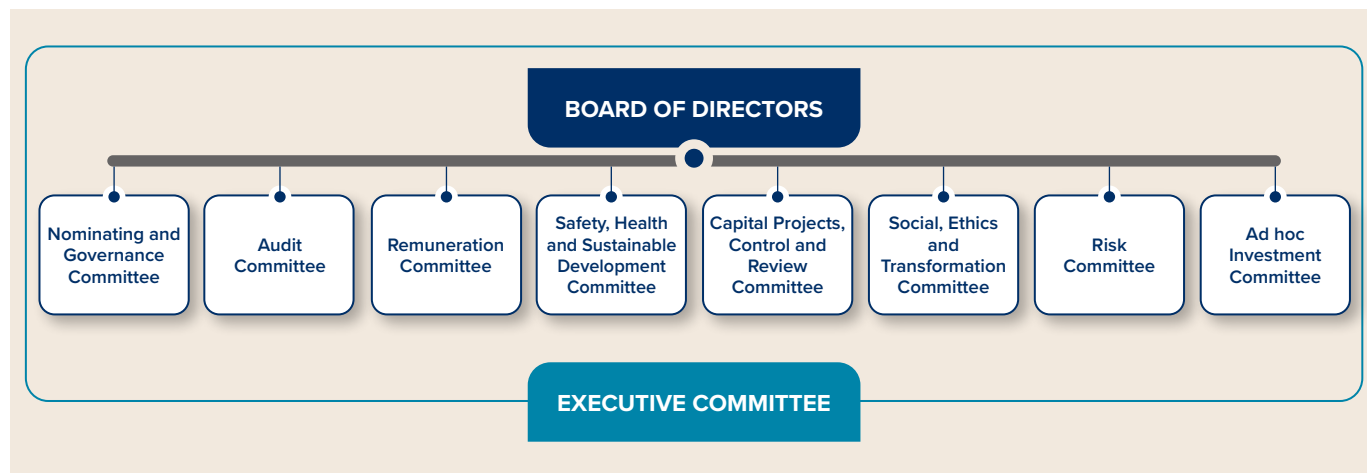 BOARD OF DIRECTORS
Nominating and
Governance
Committee
Audit
Committee
Remuneration
Committee
Safety, Health
and Sustainable
Development
Committee
Capital Projects,
Control and
Review
Committee
Social, Ethics
and
Transformation
Committee
Risk
Committee
Ad hoc
Investment
Committee
EXECUTIVE COMMITTEE